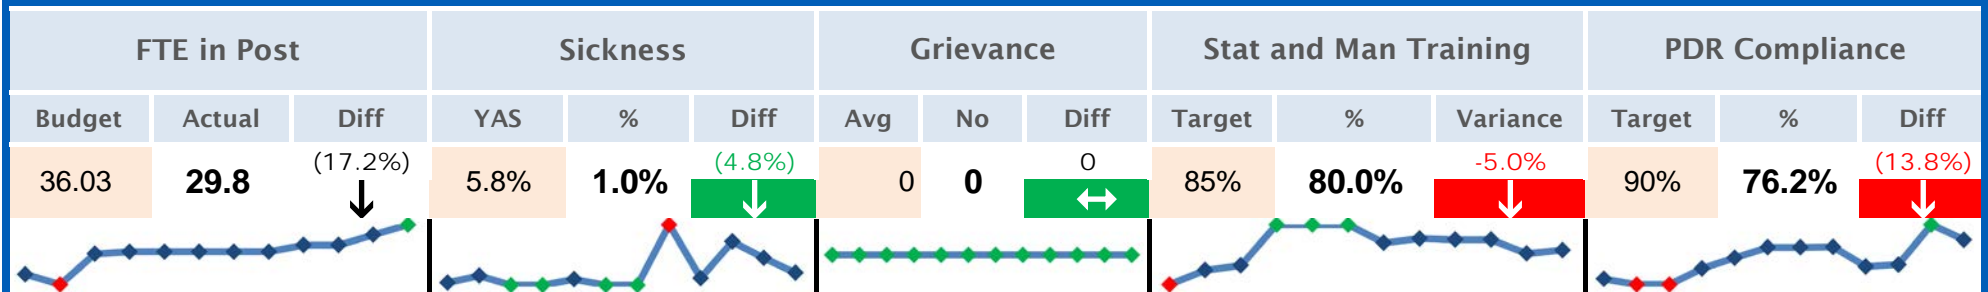 FTE in Post Sickness Grievance Stat and Man Training PDR Compliance
Budget Actual Diff YAS % Diff Avg No Diff Target % Variance Target % Diff
36.03 29.8 (17.2%) 5.8% 1.0% (4.8%) 0 0 0 85% 80.0% -5.0% 90% 76.2% (13.8%)